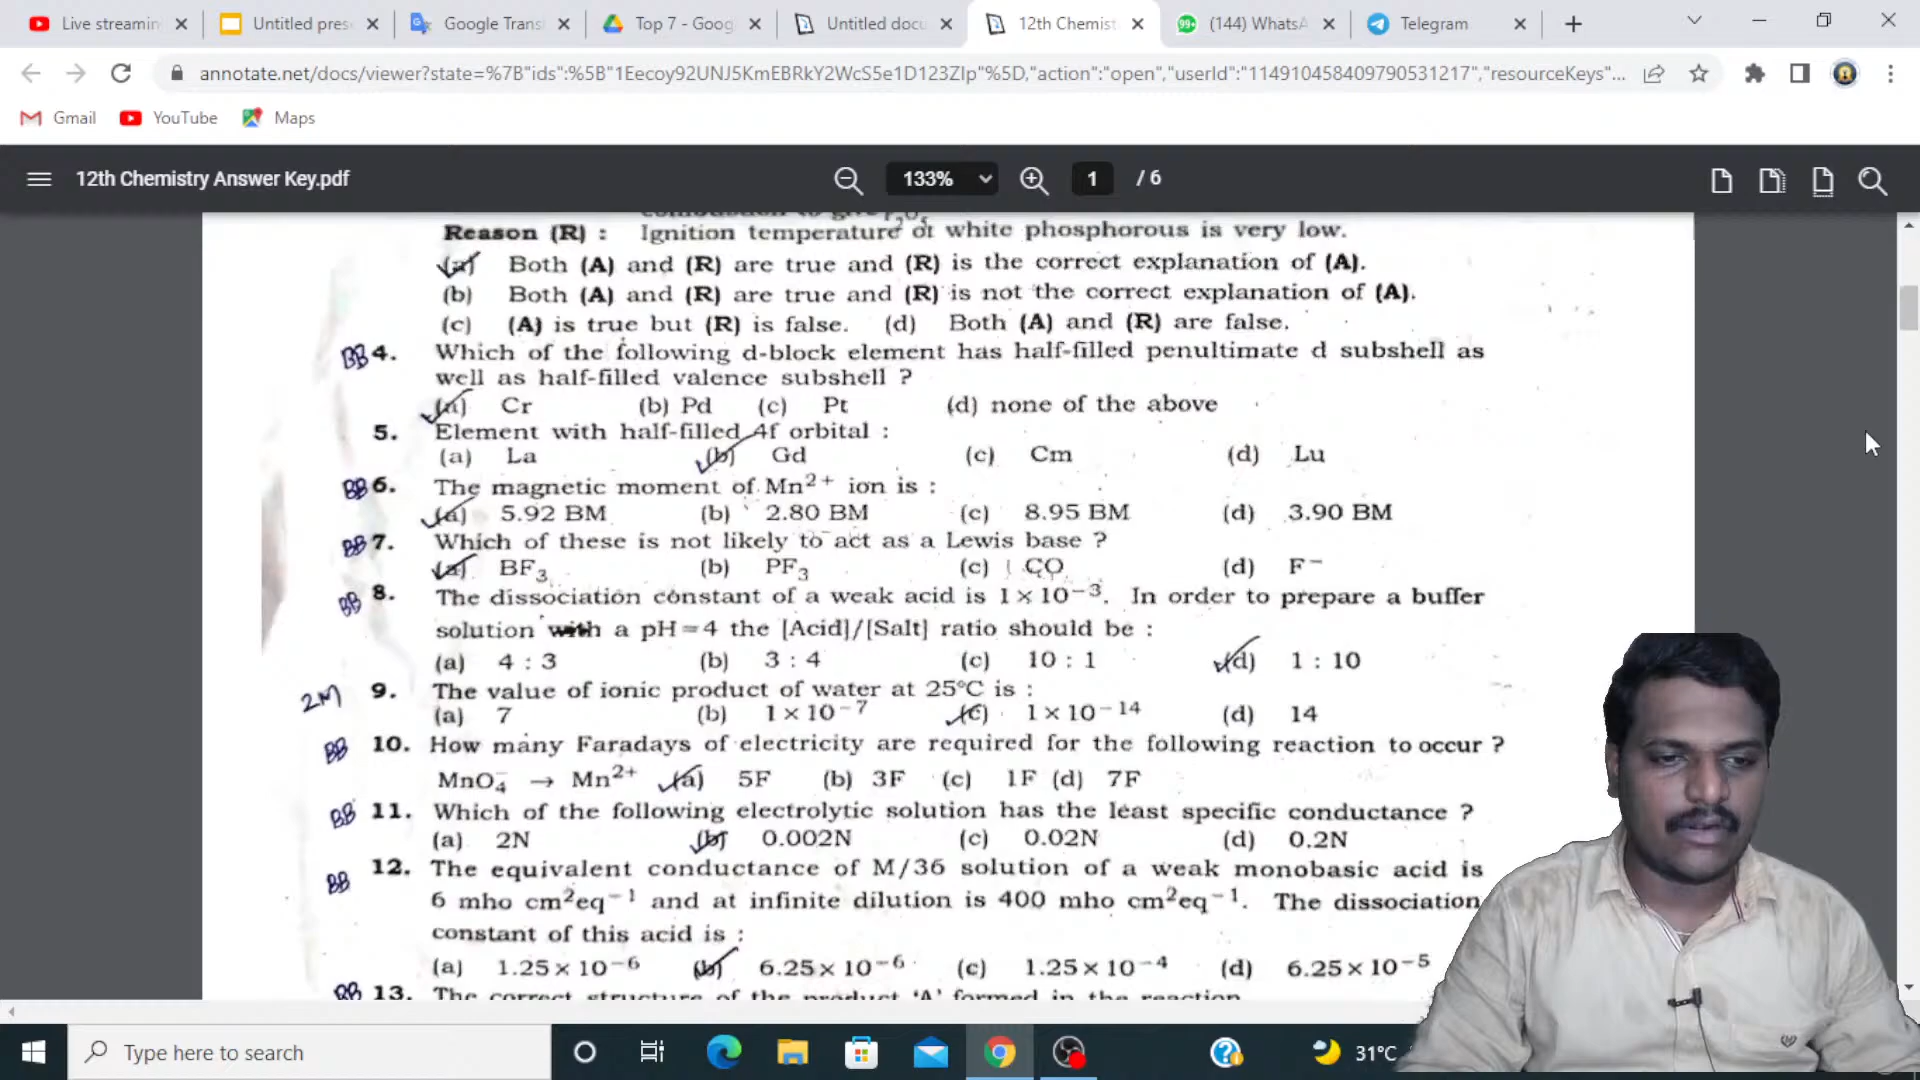 Live streamin
Untitled pres
Google Trans
Top 7 - Goog
Untitled docu
12th Chemist
(144) WhatsA
Telegram
annotate.net/docs/viewer?state=%7B"ids":%5B"1Eecoy92UNJ5KmEBRkY2WcS5e1D123ZIp"%5D,"action":"open","userId":"114910458409790531217","resourceKeys"...
Gmail YouTube Maps
12th Chemistry Answer Key.pdf 133% 1 / 6
Reason (R) : Ignition temperature of white phosphorous is very low.
(a) Both (A) and (R) are true and (R) is the correct explanation of (A).
(b) Both (A) and (R) are true and (R) is not the correct explanation of (A).
(c) (A) is true but (R) is false. (d) Both (A) and (R) are false.
BB 4. Which of the following d-block element has half-filled penultimate d subshell as
well as half-filled valence subshell ?
(a) Cr (b) Pd (c) Pt (d) none of the above
5. Element with half-filled 4f orbital :
(a) La (b) Gd (c) Cm (d) Lu
BB 6. The magnetic moment of Mn²⁺ ion is :
(a) 5.92 BM (b) 2.80 BM (c) 8.95 BM (d) 3.90 BM
BB 7. Which of these is not likely to act as a Lewis base ?
(a) BF₃ (b) PF₃ (c) CO (d) F⁻
BB 8. The dissociation constant of a weak acid is 1×10⁻³. In order to prepare a buffer
solution with a pH=4 the [Acid]/[Salt] ratio should be :
(a) 4 : 3 (b) 3 : 4 (c) 10 : 1 (d) 1 : 10
2M 9. The value of ionic product of water at 25°C is :
(a) 7 (b) 1×10⁻⁷ (c) 1×10⁻¹⁴ (d) 14
BB 10. How many Faradays of electricity are required for the following reaction to occur ?
MnO₄⁻ → Mn²⁺ (a) 5F (b) 3F (c) 1F (d) 7F
BB 11. Which of the following electrolytic solution has the least specific conductance ?
(a) 2N (b) 0.002N (c) 0.02N (d) 0.2N
BB 12. The equivalent conductance of M/36 solution of a weak monobasic acid is
6 mho cm²eq⁻¹ and at infinite dilution is 400 mho cm²eq⁻¹. The dissociation
constant of this acid is :
(a) 1.25×10⁻⁶ (b) 6.25×10⁻⁶ (c) 1.25×10⁻⁴ (d) 6.25×10⁻⁵
BB 13. The correct structure of the product 'A' formed in the reaction
Type here to search
31°C